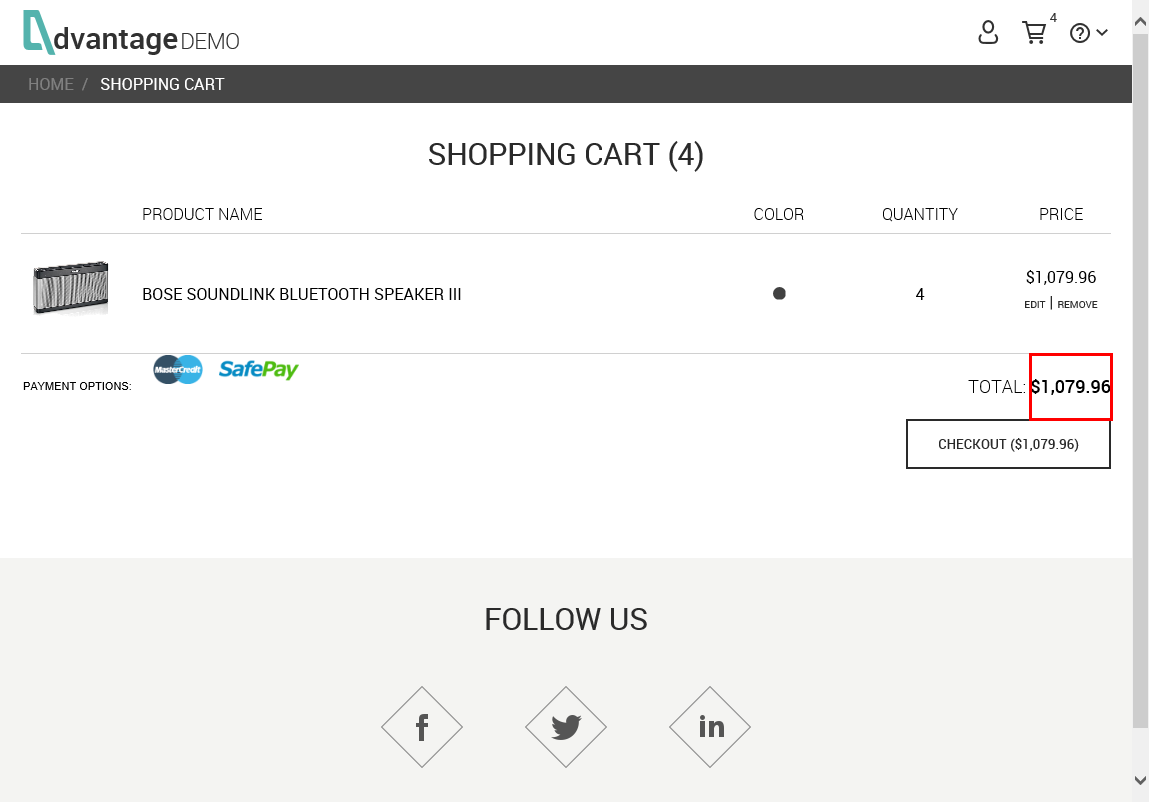 dvantage DEMO
4
HOME / SHOPPING CART
SHOPPING CART (4)
PRODUCT NAME COLOR QUANTITY PRICE
BOSE SOUNDLINK BLUETOOTH SPEAKER III 4 $1,079.96
EDIT | REMOVE
PAYMENT OPTIONS: MasterCredit SafePay TOTAL: $1,079.96
CHECKOUT ($1,079.96)
FOLLOW US
f in